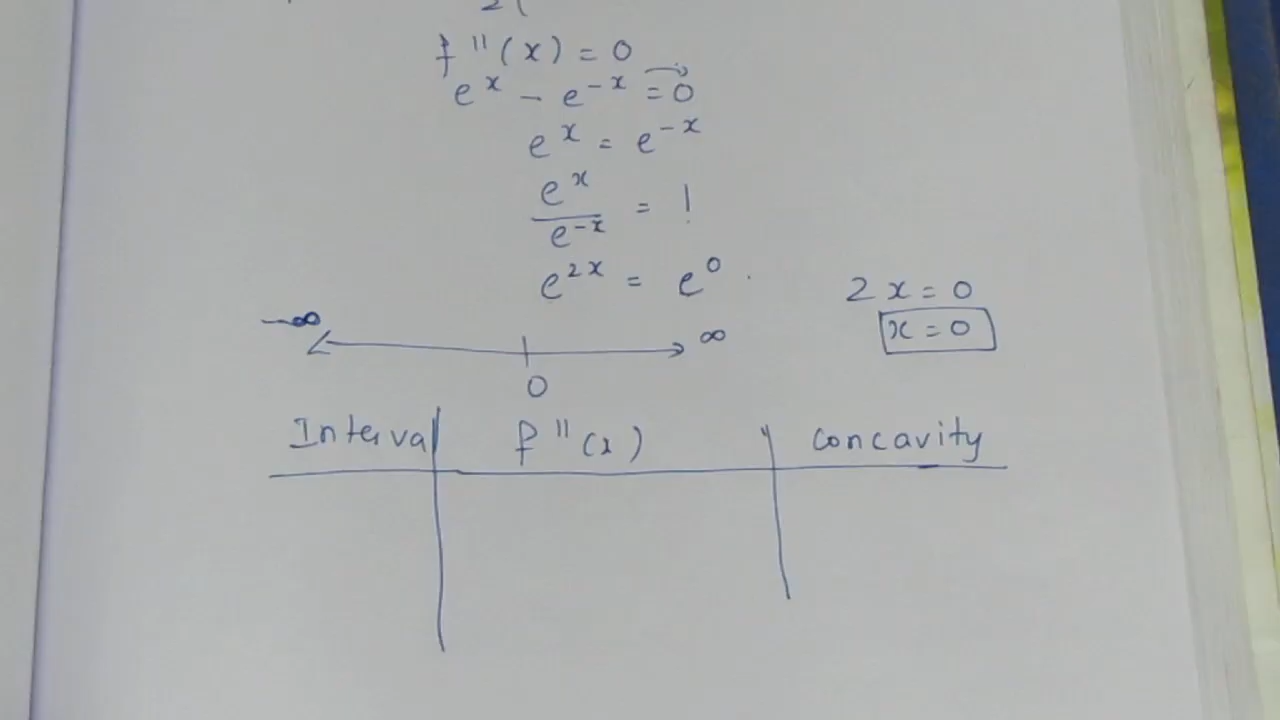 f''(x) = 0
e^x - e^-x = 0
e^x = e^-x
e^x / e^-x = 1
e^2x = e^0
2x = 0
x = 0
-∞ ∞
0
Interval f''(x) concavity